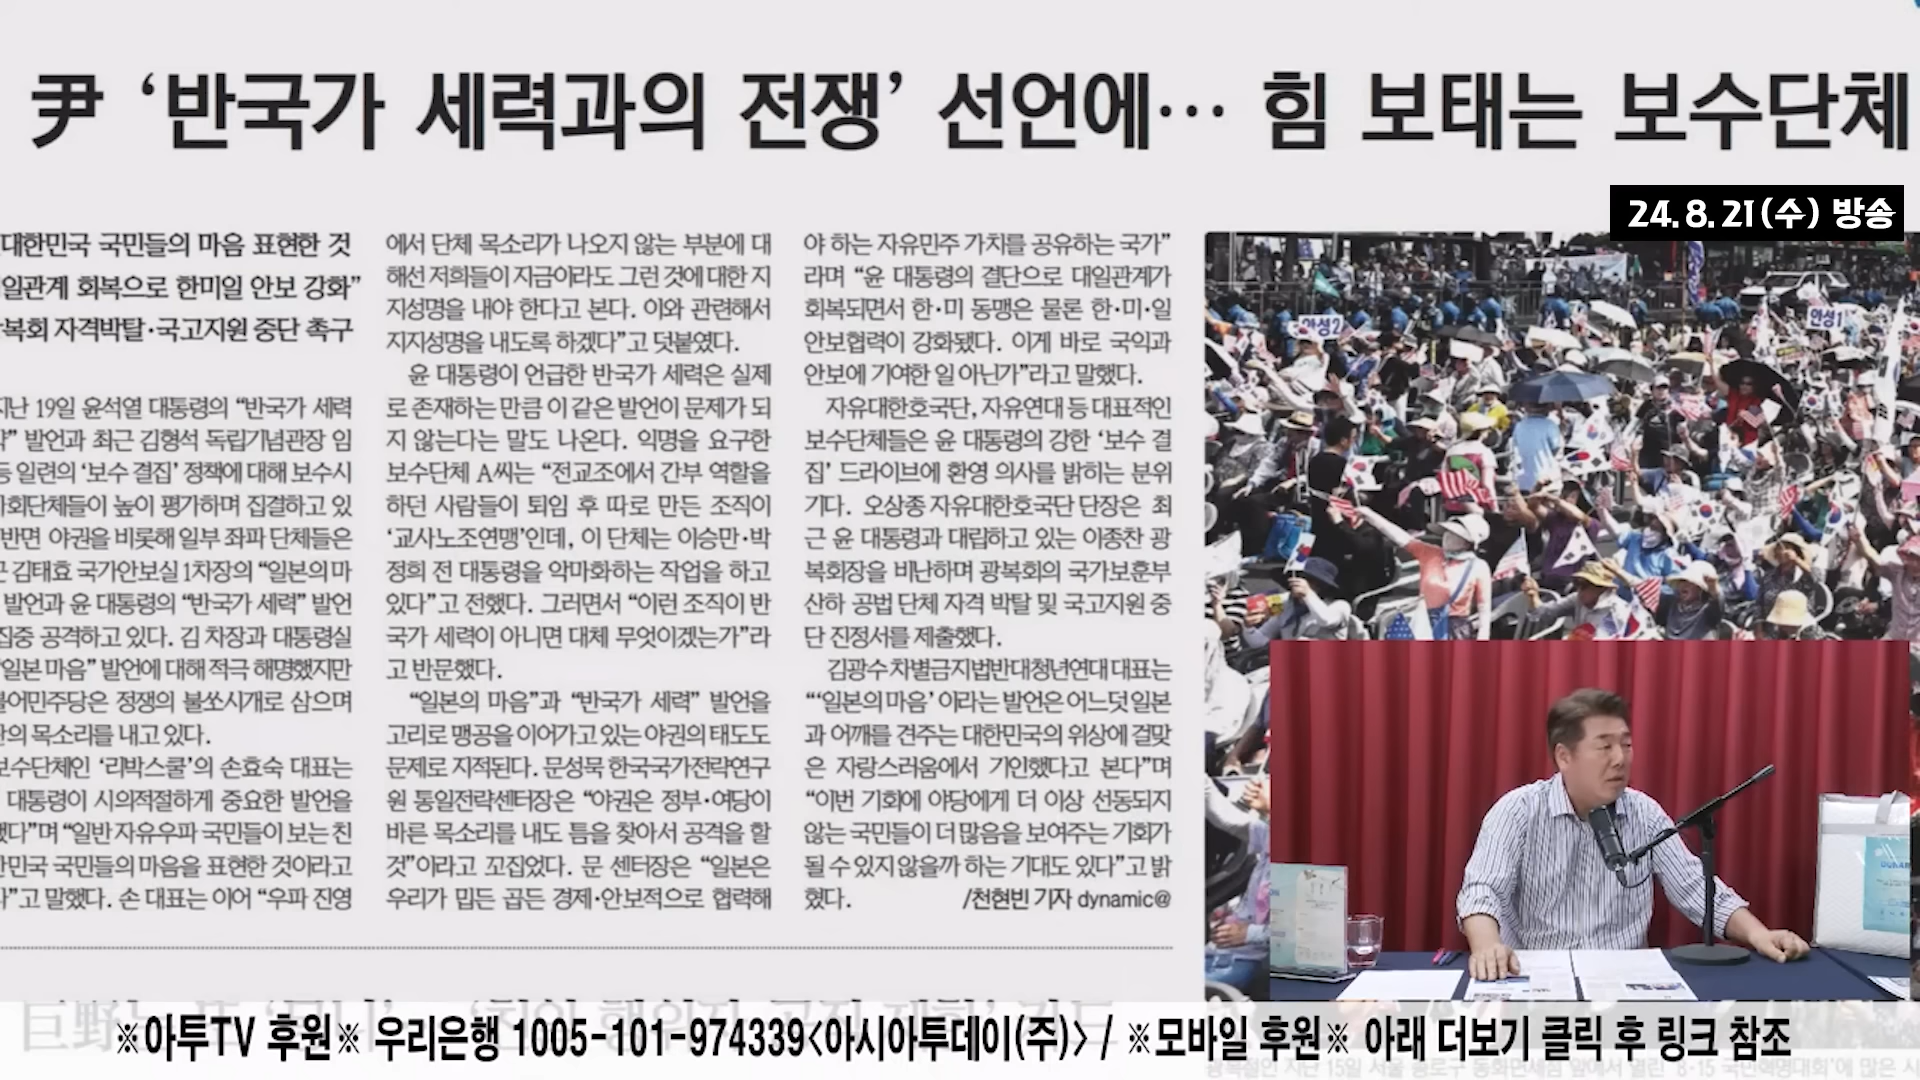 尹 ‘반국가 세력과의 전쟁’ 선언에… 힘 보태는 보수단체
24. 8. 21(수) 방송
대한민국 국민들의 마음 표현한 것
일관계 회복으로 한미일 안보 강화”
복회 자격박탈·국고지원 중단 촉구
지난 19일 윤석열 대통령의 “반국가 세력
” 발언과 최근 김형석 독립기념관장 임
등 일련의 ‘보수 결집’ 정책에 대해 보수시
회단체들이 높이 평가하며 집결하고 있
반면 야권을 비롯해 일부 좌파 단체들은
김태효 국가안보실 1차장의 “일본의 마
발언과 윤 대통령의 “반국가 세력” 발언
집중 공격하고 있다. 김 차장과 대통령실
“일본 마음” 발언에 대해 적극 해명했지만
불어민주당은 정쟁의 불쏘시개로 삼으며
의 목소리를 내고 있다.
보수단체인 ‘리박스쿨’의 손효숙 대표는
대통령이 시의적절하게 중요한 발언을
했다”며 “일반 자유우파 국민들이 보는 친
한민국 국민들의 마음을 표현한 것이라고
”고 말했다. 손 대표는 이어 “우파 진영
에서 단체 목소리가 나오지 않는 부분에 대
해선 저희들이 지금이라도 그런 것에 대한 지
지성명을 내야 한다고 본다. 이와 관련해서
지지성명을 내도록 하겠다”고 덧붙였다.
윤 대통령이 언급한 반국가 세력은 실제
로 존재하는 만큼 이 같은 발언이 문제가 되
지 않는다는 말도 나온다. 익명을 요구한
보수단체 A씨는 “전교조에서 간부 역할을
하던 사람들이 퇴임 후 따로 만든 조직이
‘교사노조연맹’인데, 이 단체는 이승만·박
정희 전 대통령을 악마화하는 작업을 하고
있다”고 전했다. 그러면서 “이런 조직이 반
국가 세력이 아니면 대체 무엇이겠는가”라
고 반문했다.
“일본의 마음”과 “반국가 세력” 발언을
고리로 맹공을 이어가고 있는 야권의 태도도
문제로 지적된다. 문성묵 한국국가전략연구
원 통일전략센터장은 “야권은 정부·여당이
바른 목소리를 내도 틈을 찾아서 공격을 할
것”이라고 꼬집었다. 문 센터장은 “일본은
우리가 밉든 곱든 경제·안보적으로 협력해
야 하는 자유민주 가치를 공유하는 국가”
라며 “윤 대통령의 결단으로 대일관계가
회복되면서 한·미 동맹은 물론 한·미·일
안보협력이 강화됐다. 이게 바로 국익과
안보에 기여한 일 아닌가”라고 말했다.
자유대한호국단, 자유연대 등 대표적인
보수단체들은 윤 대통령의 강한 ‘보수 결
집’ 드라이브에 환영 의사를 밝히는 분위
기다. 오상종 자유대한호국단 단장은 최
근 윤 대통령과 대립하고 있는 이종찬 광
복회장을 비난하며 광복회의 국가보훈부
산하 공법 단체 자격 박탈 및 국고지원 중
단 진정서를 제출했다.
김광수 차별금지법반대청년연대 대표는
“‘일본의 마음’이라는 발언은 어느덧 일본
과 어깨를 견주는 대한민국의 위상에 걸맞
은 자랑스러움에서 기인했다고 본다”며
“이번 기회에 야당에게 더 이상 선동되지
않는 국민들이 더 많음을 보여주는 기회가
될 수 있지 않을까 하는 기대도 있다”고 밝
혔다. /천현빈 기자 dynamic@
안성2
안성1
※아투TV 후원※ 우리은행 1005-101-974339<아시아투데이(주)> / ※모바일 후원※ 아래 더보기 클릭 후 링크 참조